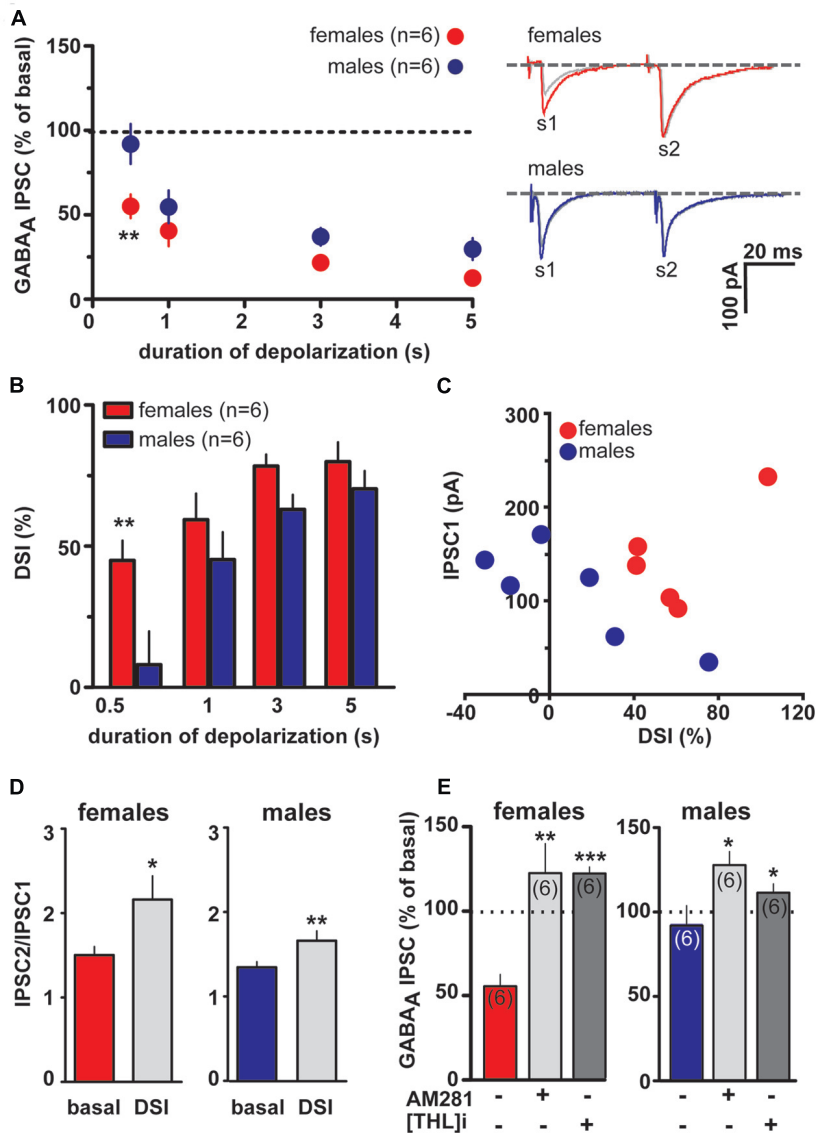 A
GABAA IPSC (% of basal)
150
100
50
0
0 1 2 3 4 5
duration of depolarization (s)
females (n=6)
males (n=6)
**
females
s1 s2
males
s1 s2
20 ms
100 pA
B
DSI (%)
100
50
0
females (n=6)
males (n=6)
**
0.5 1 3 5
duration of depolarization (s)
C
IPSC1 (pA)
300
200
100
0
females
males
-40 0 40 80 120
DSI (%)
D
females males
IPSC2/IPSC1
3 3
2 2
1 1
0 0
* **
basal DSI basal DSI
E
females males
GABAA IPSC (% of basal)
150 150
100 100
50 50
0 0
** *** * *
(6) (6) (6) (6) (6) (6)
AM281 - + - - + -
[THL]i - - + - - +